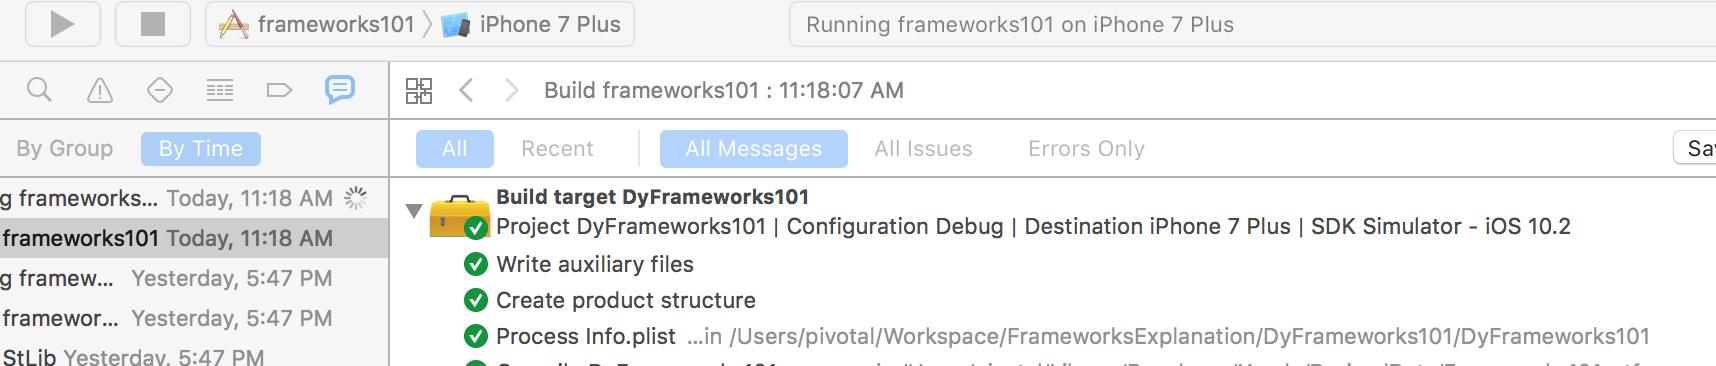 frameworks101 iPhone 7 Plus Running frameworks101 on iPhone 7 Plus
Build frameworks101 : 11:18:07 AM
By Group By Time All Recent All Messages All Issues Errors Only
g frameworks... Today, 11:18 AM
frameworks101 Today, 11:18 AM
g framew... Yesterday, 5:47 PM
framewor... Yesterday, 5:47 PM
StLib Yesterday, 5:47 PM
Build target DyFrameworks101
Project DyFrameworks101 | Configuration Debug | Destination iPhone 7 Plus | SDK Simulator - iOS 10.2
Write auxiliary files
Create product structure
Process Info.plist ...in /Users/pivotal/Workspace/FrameworksExplanation/DyFrameworks101/DyFrameworks101